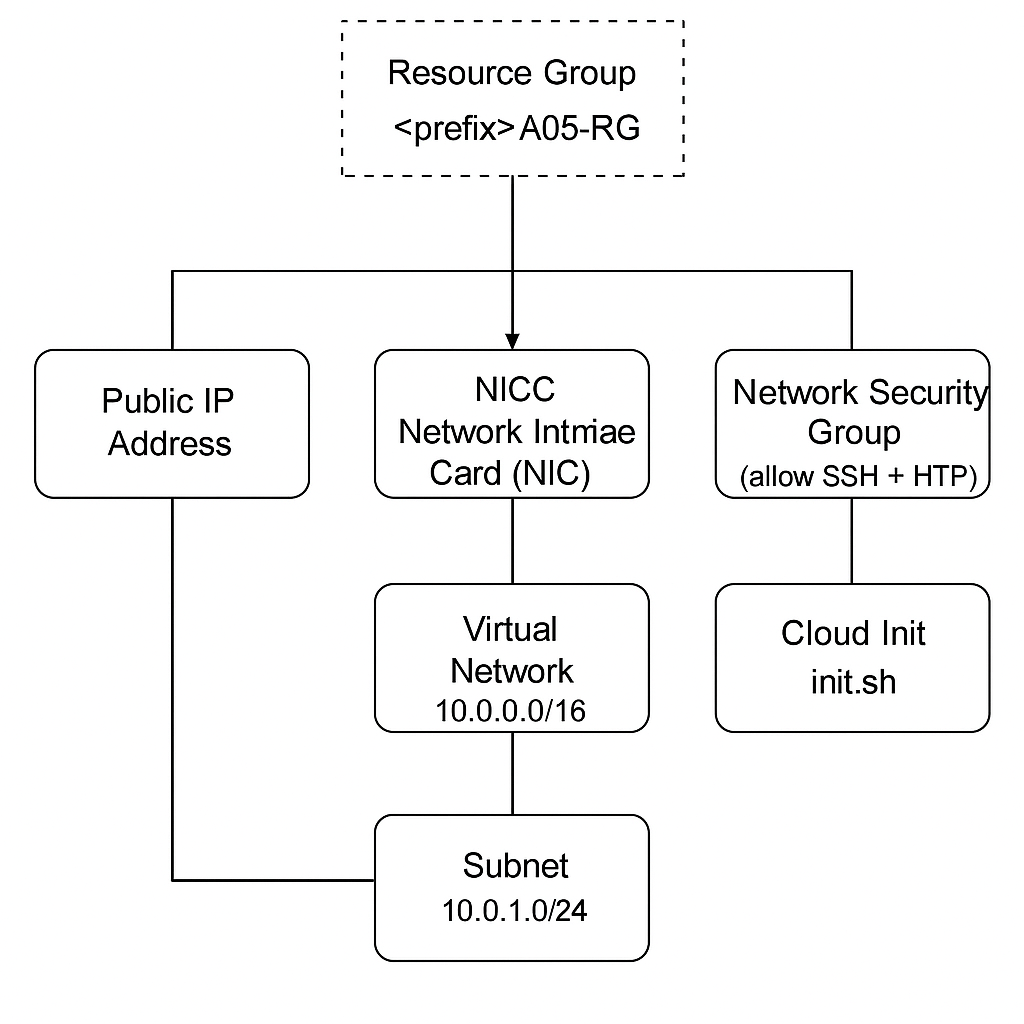 Resource Group
<prefix>A05-RG
Public IP
Address
NICC
Network Intmiae
Card (NIC)
Network Security
Group
(allow SSH + HTP)
Virtual
Network
10.0.0.0/16
Cloud Init
init.sh
Subnet
10.0.1.0/24